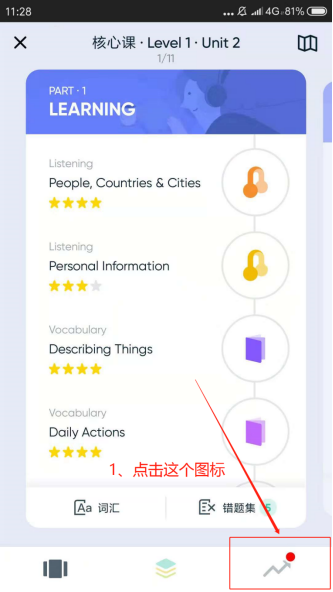 11:28
... 4G 81%
核心课 · Level 1 · Unit 2
1/11
PART · 1
LEARNING
Listening
People, Countries & Cities
Listening
Personal Information
Vocabulary
Describing Things
Vocabulary
Daily Actions
1、点击这个图标
Aa 词汇
错题集